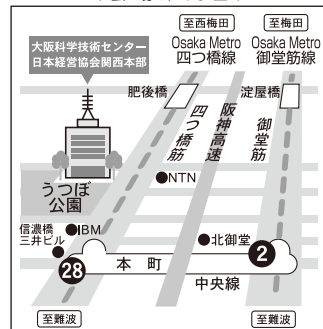 至西梅田
至梅田
大阪科学技術センター
日本経営協会関西本部
Osaka Metro
四つ橋線
Osaka Metro
御堂筋線
肥後橋
淀屋橋
四つ橋筋
阪神高速
御堂筋
うつぼ
公園
NTN
信濃橋
三井ビル
IBM
北御堂
2
28
本町
中央線
至難波
至難波